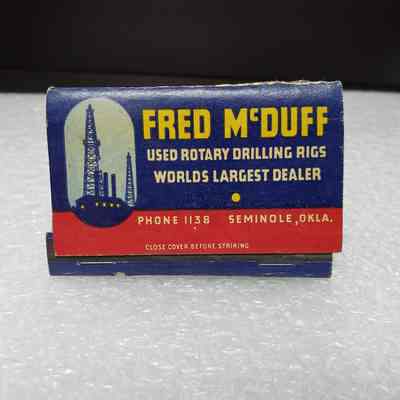 FRED McDUFF
USED ROTARY DRILLING RIGS
WORLDS LARGEST DEALER
PHONE 1138 SEMINOLE, OKLA.
CLOSE COVER BEFORE STRIKING